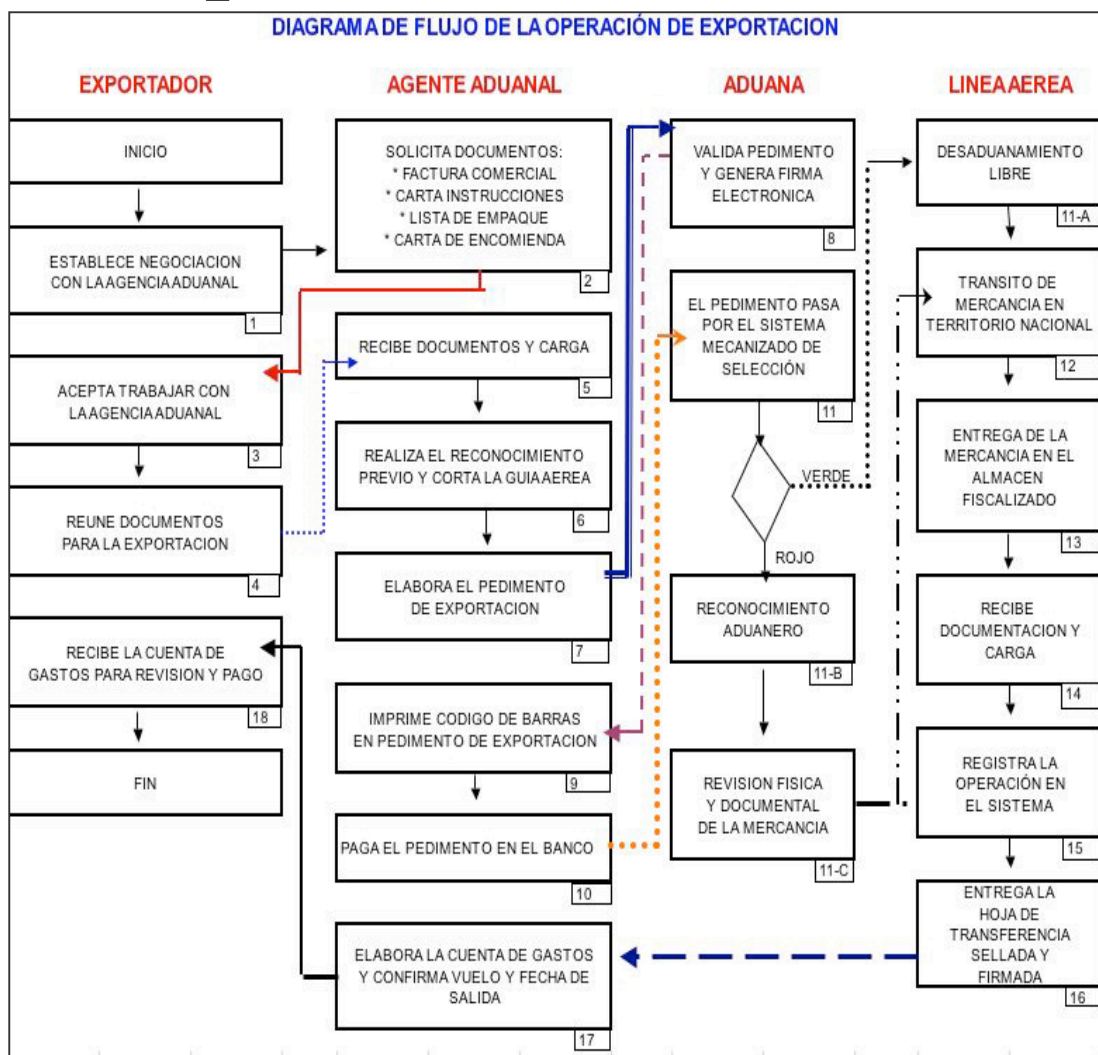 DIAGRAMA DE FLUJO DE LA OPERACIÓN DE EXPORTACION
EXPORTADOR
INICIO
ESTABLECE NEGOCIACION
CON LA AGENCIA ADUANAL
1
ACEPTA TRABAJAR CON
LA AGENCIA ADUANAL
3
REUNE DOCUMENTOS
PARA LA EXPORTACION
4
RECIBE LA CUENTA DE
GASTOS PARA REVISION Y PAGO
18
FIN
AGENTE ADUANAL
SOLICITA DOCUMENTOS:
* FACTURA COMERCIAL
* CARTA INSTRUCCIONES
* LISTA DE EMPAQUE
* CARTA DE ENCOMIENDA
2
RECIBE DOCUMENTOS Y CARGA
5
REALIZA EL RECONOCIMIENTO
PREVIO Y CORTA LA GUIA AEREA
6
ELABORA EL PEDIMENTO
DE EXPORTACION
7
IMPRIME CODIGO DE BARRAS
EN PEDIMENTO DE EXPORTACION
9
PAGA EL PEDIMENTO EN EL BANCO
10
ELABORA LA CUENTA DE GASTOS
Y CONFIRMA VUELO Y FECHA DE
SALIDA
17
ADUANA
VALIDA PEDIMENTO
Y GENERA FIRMA
ELECTRONICA
8
EL PEDIMENTO PASA
POR EL SISTEMA
MECANIZADO DE
SELECCIÓN
11
VERDE
ROJO
RECONOCIMIENTO
ADUANERO
11-B
REVISION FISICA
Y DOCUMENTAL
DE LA MERCANCIA
11-C
LINEA AEREA
DESADUANAMIENTO
LIBRE
11-A
TRANSITO DE
MERCANCIA EN
TERRITORIO NACIONAL
12
ENTREGA DE LA
MERCANCIA EN EL
ALMACEN
FISCALIZADO
13
RECIBE
DOCUMENTACION Y
CARGA
14
REGISTRA LA
OPERACIÓN EN
EL SISTEMA
15
ENTREGA LA
HOJA DE
TRANSFERENCIA
SELLADA Y
FIRMADA
16